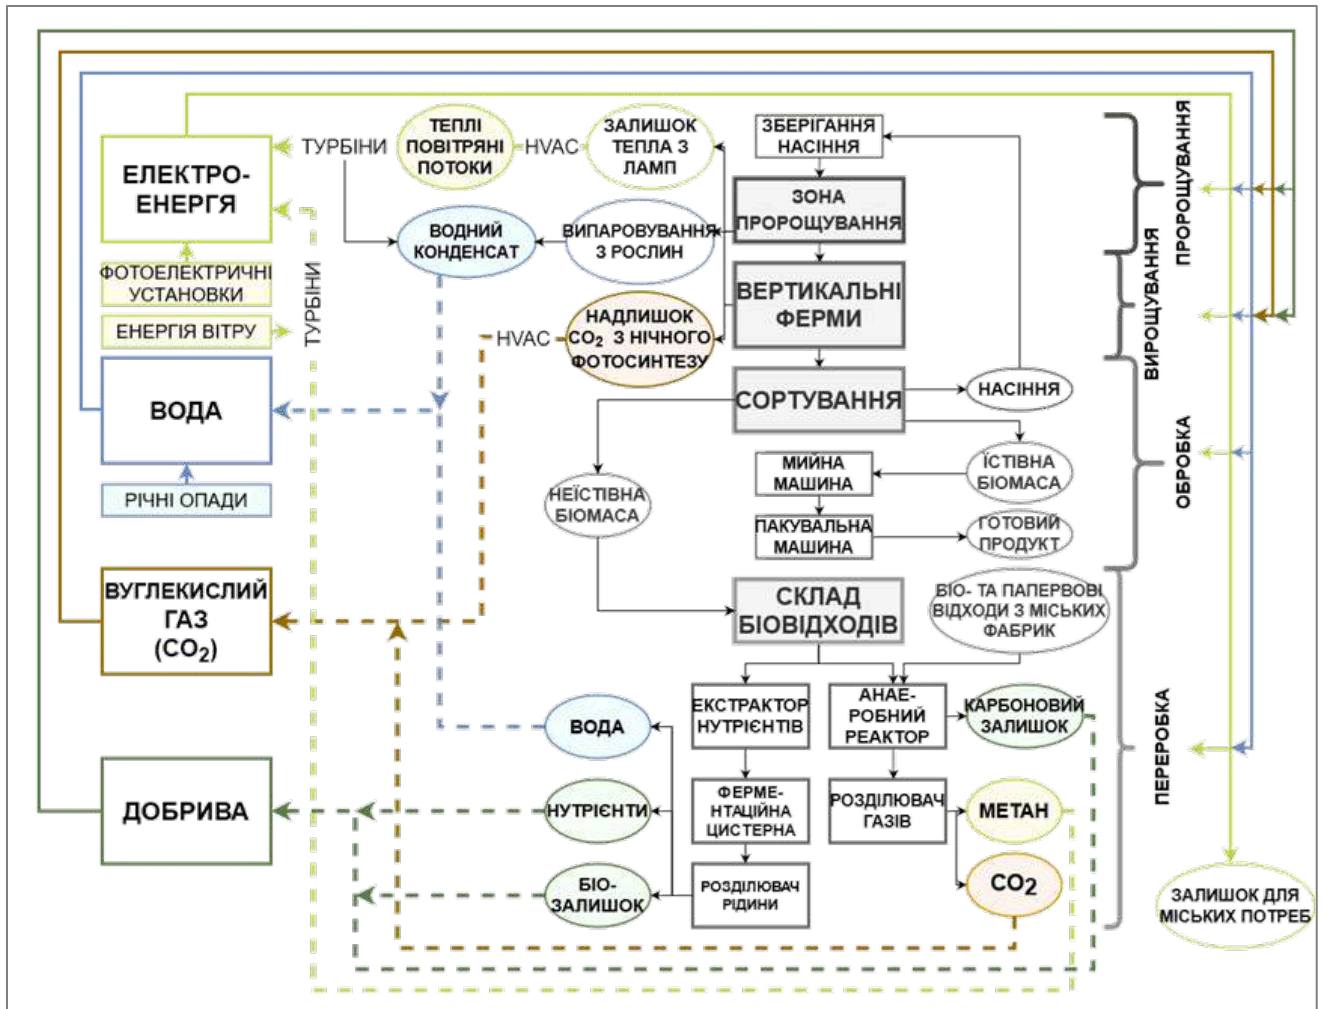 ЕЛЕКТРО-
ЕНЕРГЯ
ФОТОЕЛЕКТРИЧНІ
УСТАНОВКИ
ЕНЕРГІЯ ВІТРУ
ВОДА
РІЧНІ ОПАДИ
ВУГЛЕКИСЛИЙ
ГАЗ
(CO2)
ДОБРИВА
ТУРБІНИ
ТУРБІНИ
ТЕПЛІ
ПОВІТРЯНІ
ПОТОКИ
HVAC
ЗАЛИШОК
ТЕПЛА З
ЛАМП
ВОДНИЙ
КОНДЕНСАТ
ВИПАРОВУВАННЯ
З РОСЛИН
HVAC
НАДЛИШОК
CO2 З НІЧНОГО
ФОТОСИНТЕЗУ
ЗБЕРІГАННЯ
НАСІННЯ
ЗОНА
ПРОРОЩУВАННЯ
ВЕРТИКАЛЬНІ
ФЕРМИ
СОРТУВАННЯ
НАСІННЯ
МИЙНА
МАШИНА
ЇСТІВНА
БІОМАСА
НЕЇСТІВНА
БІОМАСА
ПАКУВАЛЬНА
МАШИНА
ГОТОВИЙ
ПРОДУКТ
СКЛАД
БІОВІДХОДІВ
БІО- ТА ПАПЕРВОВІ
ВІДХОДИ З МІСЬКИХ
ФАБРИК
ЕКСТРАКТОР
НУТРІЄНТІВ
АНАЕ-
РОБНИЙ
РЕАКТОР
КАРБОНОВИЙ
ЗАЛИШОК
ВОДА
ФЕРМЕ-
НТАЦІЙНА
ЦИСТЕРНА
РОЗДІЛЮВАЧ
ГАЗІВ
МЕТАН
НУТРІЄНТИ
БІО-
ЗАЛИШОК
РОЗДІЛЮВАЧ
РІДИНИ
CO2
ПРОРОЩУВАННЯ
ВИРОЩУВАННЯ
ОБРОБКА
ПЕРЕРОБКА
ЗАЛИШОК ДЛЯ
МІСЬКИХ ПОТРЕБ